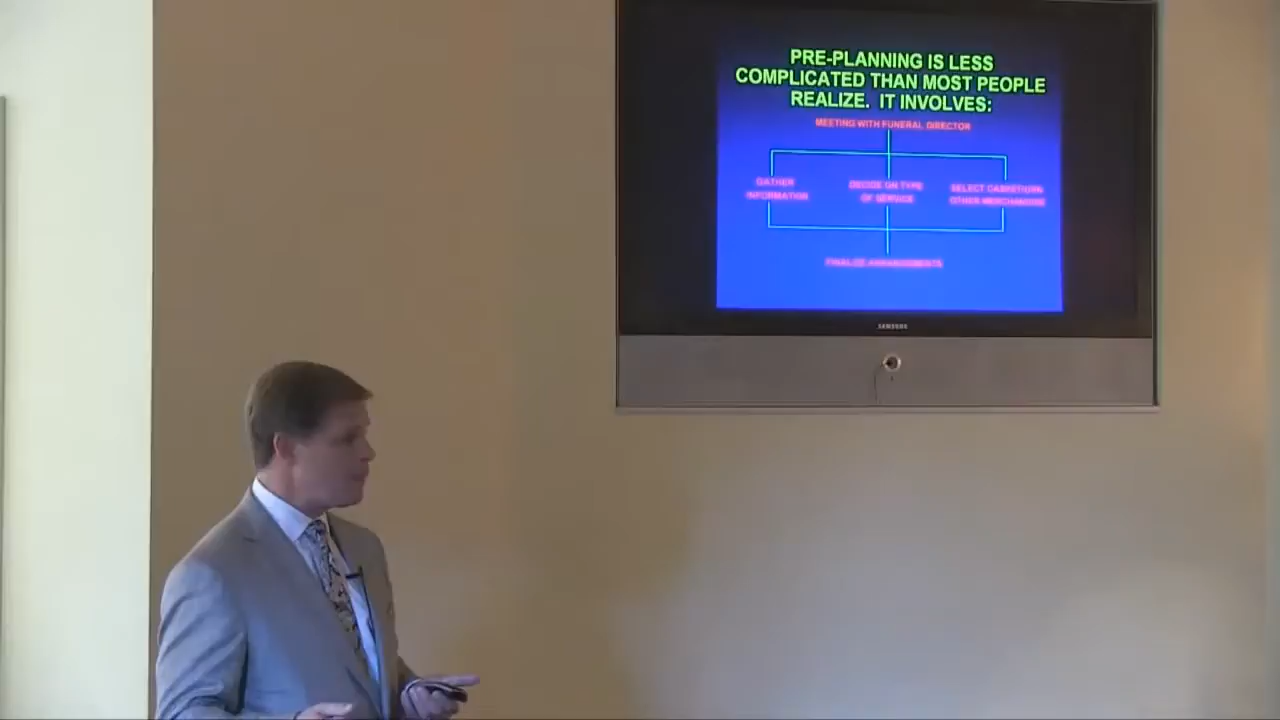 PRE-PLANNING IS LESS
COMPLICATED THAN MOST PEOPLE
REALIZE. IT INVOLVES:
MEETING WITH FUNERAL DIRECTOR
GATHER
INFORMATION
DECIDE ON TYPE
OF SERVICE
SELECT CASKET/URN
OTHER MERCHANDISE
FINALIZE ARRANGEMENTS
SAMSUNG